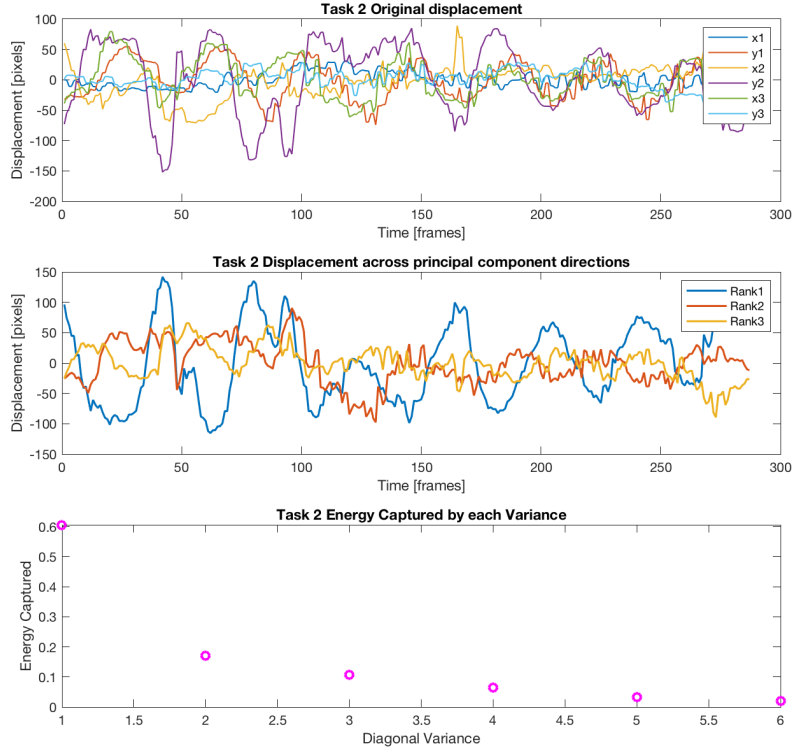 Task 2 Original displacement
100
50
0
-50
-100
-150
-200
Displacement [pixels]
x1
y1
x2
y2
x3
y3
0 50 100 150 200 250 300
Time [frames]
Task 2 Displacement across principal component directions
150
100
50
0
-50
-100
-150
Displacement [pixels]
Rank1
Rank2
Rank3
0 50 100 150 200 250 300
Time [frames]
Task 2 Energy Captured by each Variance
0.6
0.5
0.4
0.3
0.2
0.1
0
Energy Captured
1 1.5 2 2.5 3 3.5 4 4.5 5 5.5 6
Diagonal Variance